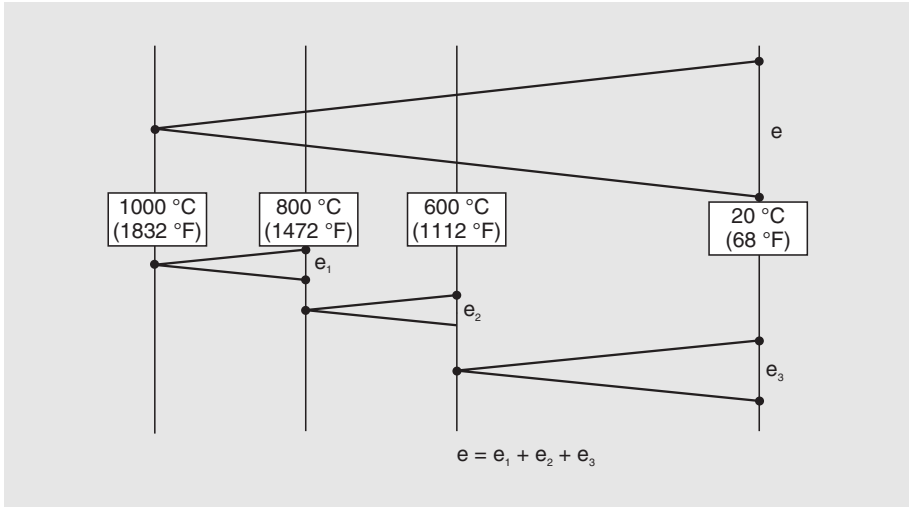 e
1000 °C
(1832 °F)
800 °C
(1472 °F)
600 °C
(1112 °F)
20 °C
(68 °F)
e₁
e₂
e₃
e = e₁ + e₂ + e₃